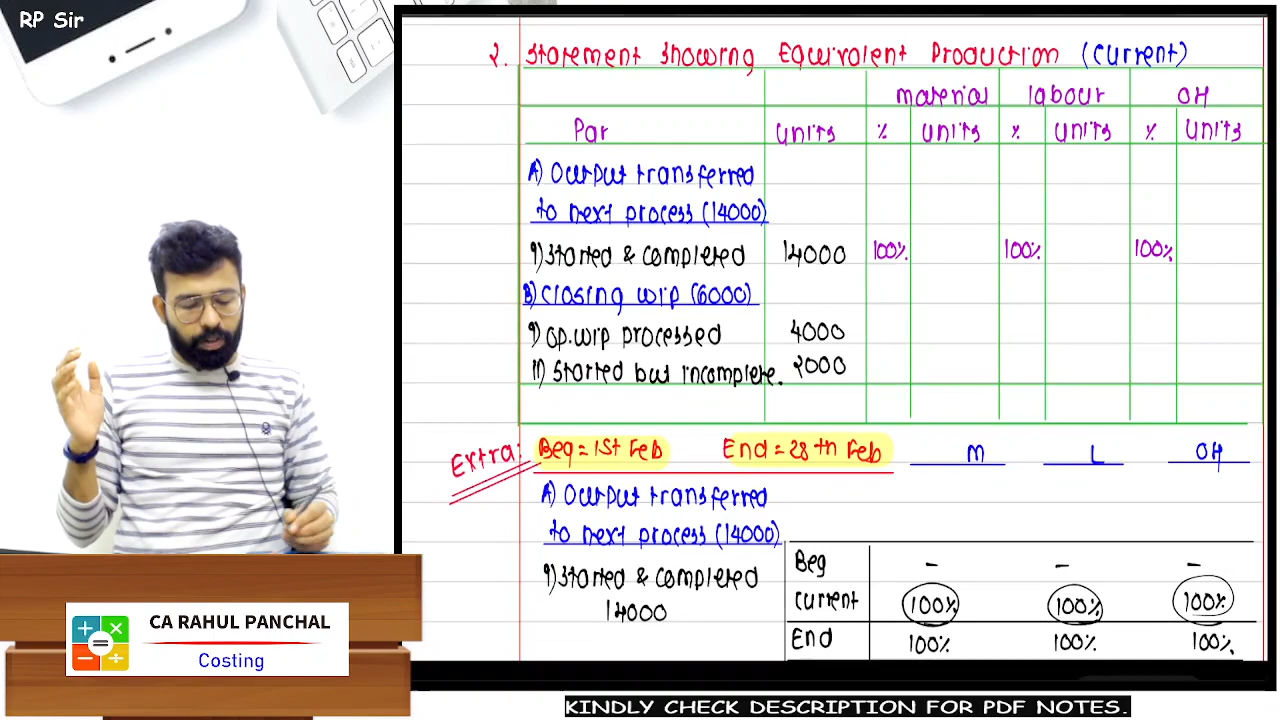 RP Sir
2. Statement Showing Equivalent Production (Current)
material labour OH
Par units % units % units % units
A) Output transferred
to next process (14000)
i) Started & completed 14000 100% 100% 100%
B) Closing wip (6000)
i) Op.wip processed 4000
ii) Started but incomplete. 2000
Extra: Beg = 1st Feb End = 28th Feb M L OH
A) Output transferred
to next process (14000)
i) Started & completed
14000
Beg - - -
Current 100% 100% 100%
End 100% 100% 100%
CA RAHUL PANCHAL
Costing
KINDLY CHECK DESCRIPTION FOR PDF NOTES.